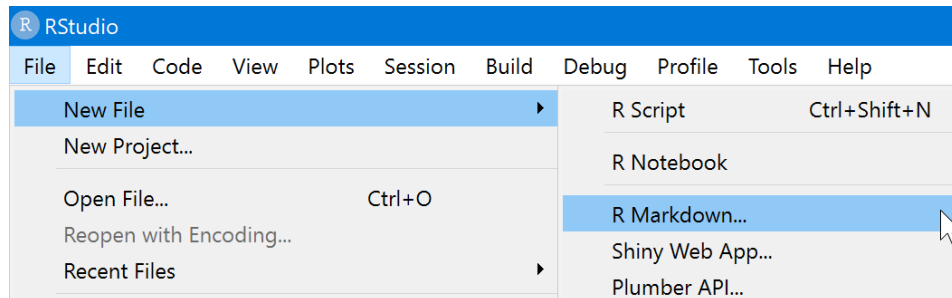 R RStudio
File Edit Code View Plots Session Build Debug Profile Tools Help
New File
New Project...
Open File... Ctrl+O
Reopen with Encoding...
Recent Files
R Script Ctrl+Shift+N
R Notebook
R Markdown...
Shiny Web App...
Plumber API...